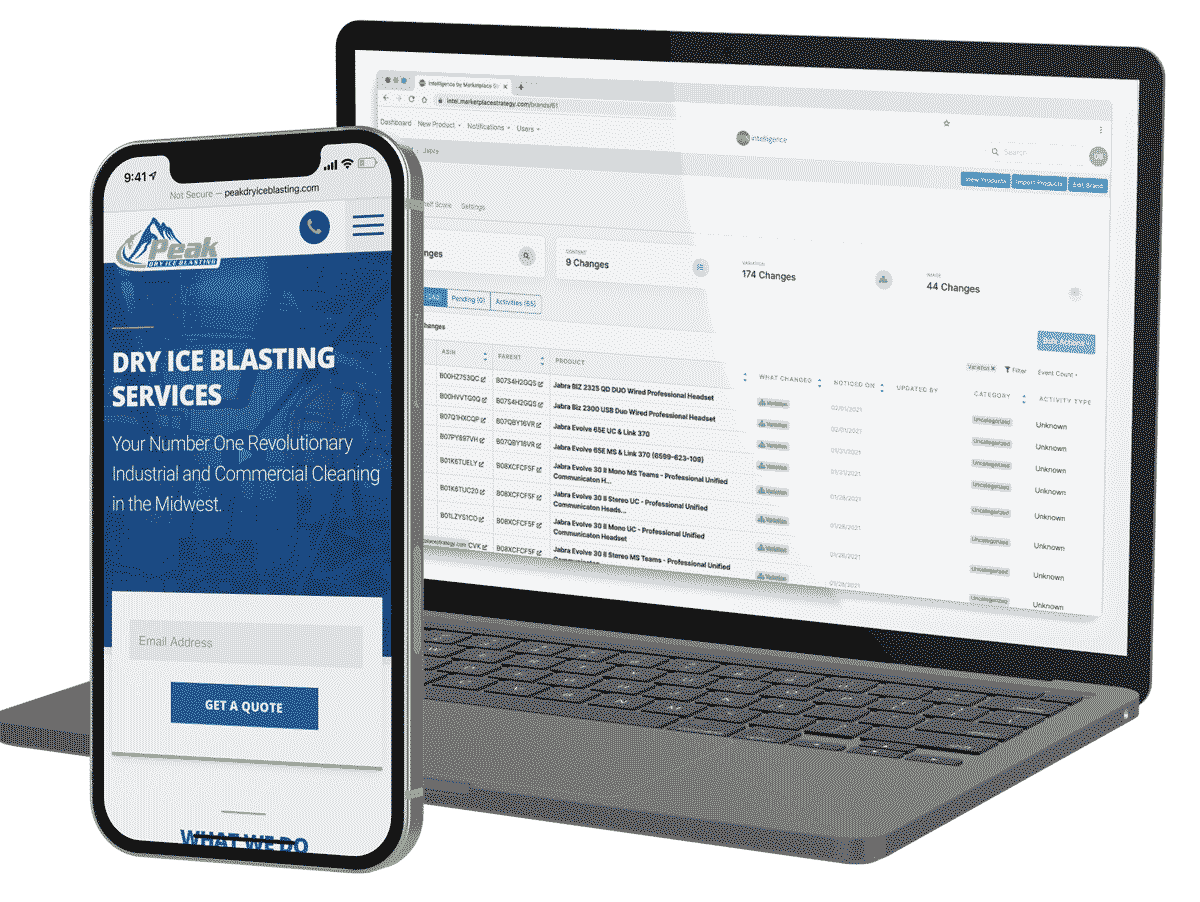 9:41
Not Secure — peakdryiceblasting.com
Peak
DRY ICE BLASTING
DRY ICE BLASTING
SERVICES
Your Number One Revolutionary
Industrial and Commercial Cleaning
in the Midwest.
Email Address
GET A QUOTE
WHAT WE DO
Intelligence by Marketplace St
intel.marketplacestrategy.com/brands/61
Dashboard New Product Notifications Users
intelligence
Search
Jabra
View Products Import Products Edit Brand
Shelf Score Settings
nges
CONTENT
9 Changes
VARIATION
174 Changes
IMAGE
44 Changes
Pending (0) Activities (65)
Bulk Actions
hanges
Variation Filter Event Count
ASIN PARENT PRODUCT WHAT CHANGED NOTICED ON UPDATED BY CATEGORY ACTIVITY TYPE
B00HZ753QC B07S4H2GQS Jabra BIZ 2325 QD DUO Wired Professional Headset Variation 02/01/2021 Uncategorized Unknown
B00HVVTG0G B07S4H2GQS Jabra Biz 2300 USB Duo Wired Professional Headset Variation 02/01/2021 Uncategorized Unknown
B07Q1HXCQP B07QBY16VR Jabra Evolve 65E UC & Link 370 Variation 01/31/2021 Uncategorized Unknown
B07PY897VH B07QBY16VR Jabra Evolve 65E MS & Link 370 (6599-623-109) Variation 01/31/2021 Uncategorized Unknown
B01K6TUELY B08XCFCF5F Jabra Evolve 30 II Mono MS Teams - Professional Unified
Communicaton H... Variation 01/28/2021 Uncategorized Unknown
B01K6TUC20 B08XCFCF5F Jabra Evolve 30 II Stereo UC - Professional Unified
Communicaton Heads... Variation 01/28/2021 Uncategorized Unknown
B01LZYS1CO B08XCFCF5F Jabra Evolve 30 II Mono UC - Professional Unified
Communicaton Headset Variation 01/28/2021 Uncategorized Unknown
CVK B08XCFCF5F Jabra Evolve 30 II Stereo MS Teams - Professional Unified
Variation 01/28/2021 Uncategorized Unknown